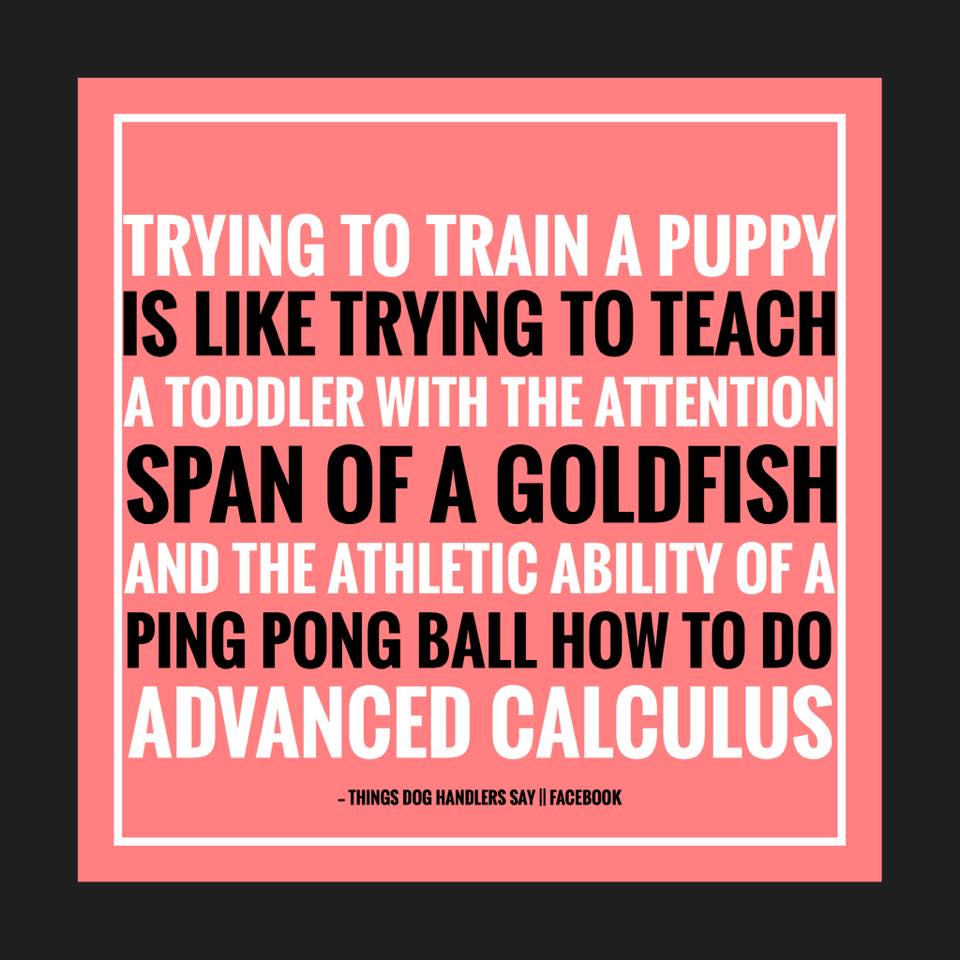 TRYING TO TRAIN A PUPPY
IS LIKE TRYING TO TEACH
A TODDLER WITH THE ATTENTION
SPAN OF A GOLDFISH
AND THE ATHLETIC ABILITY OF A
PING PONG BALL HOW TO DO
ADVANCED CALCULUS
– THINGS DOG HANDLERS SAY || FACEBOOK